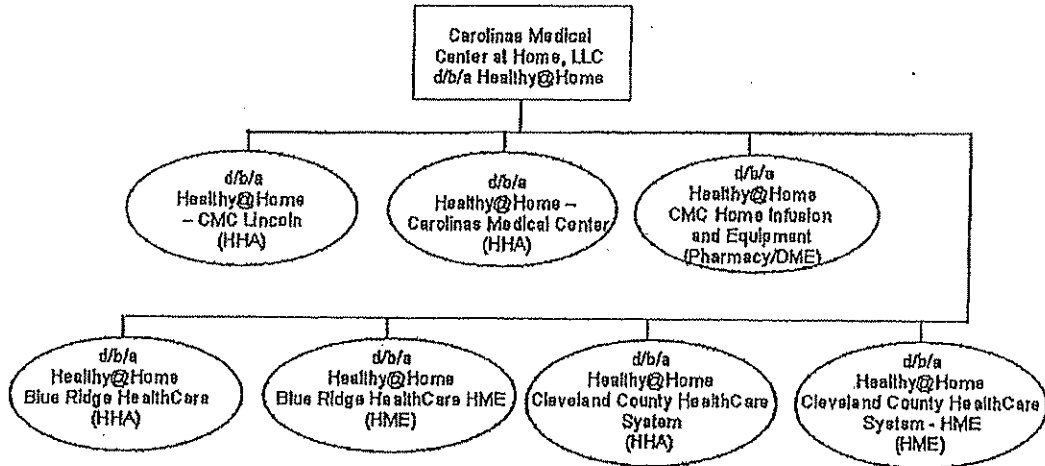 Carolinas Medical
Center at Home, LLC
d/b/a Healthy@Home
d/b/a
Healthy@Home
– CMC Lincoln
(HHA)
d/b/a
Healthy@Home –
Carolinas Medical Center
(HHA)
d/b/a
Healthy@Home
CMC Home Infusion
and Equipment
(Pharmacy/DME)
d/b/a
Healthy@Home
Blue Ridge HealthCare
(HHA)
d/b/a
Healthy@Home
Blue Ridge HealthCare HME
(HME)
d/b/a
Healthy@Home
Cleveland County HealthCare
System
(HHA)
d/b/a
Healthy@Home
Cleveland County HealthCare
System - HME
(HME)